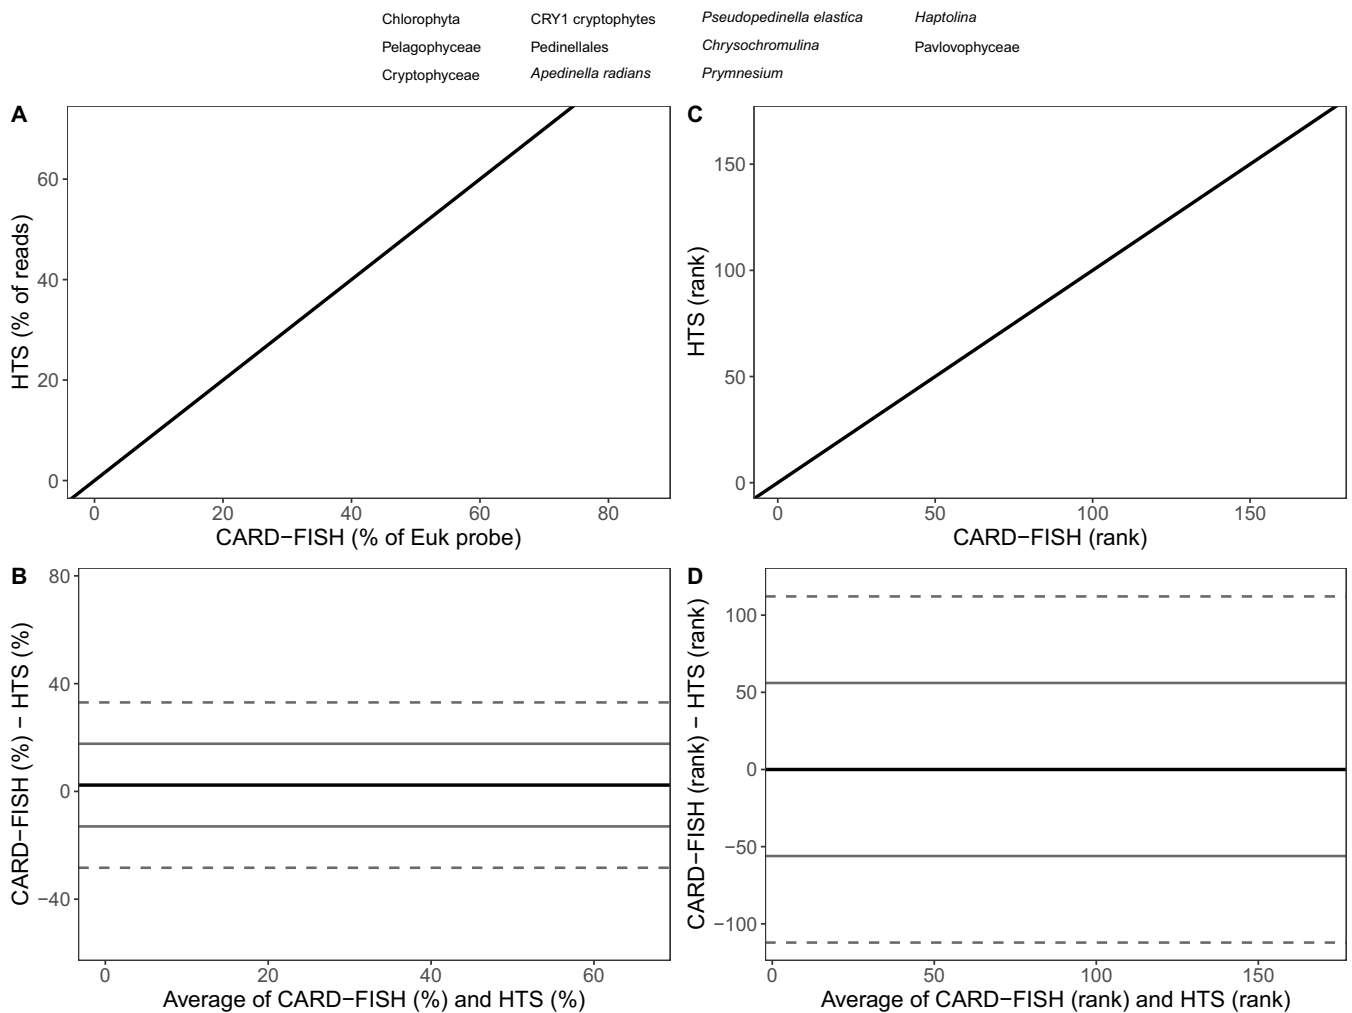 Chlorophyta CRY1 cryptophytes Pseudopedinella elastica Haptolina
Pelagophyceae Pedinellales Chrysochromulina Pavlovophyceae
Cryptophyceae Apedinella radians Prymnesium
A
HTS (% of reads)
60
40
20
0
0 20 40 60 80
CARD−FISH (% of Euk probe)
C
HTS (rank)
150
100
50
0
0 50 100 150
CARD−FISH (rank)
B
CARD−FISH (%) − HTS (%)
80
40
0
−40
0 20 40 60
Average of CARD−FISH (%) and HTS (%)
D
CARD−FISH (rank) − HTS (rank)
100
50
0
−50
−100
0 50 100 150
Average of CARD−FISH (rank) and HTS (rank)